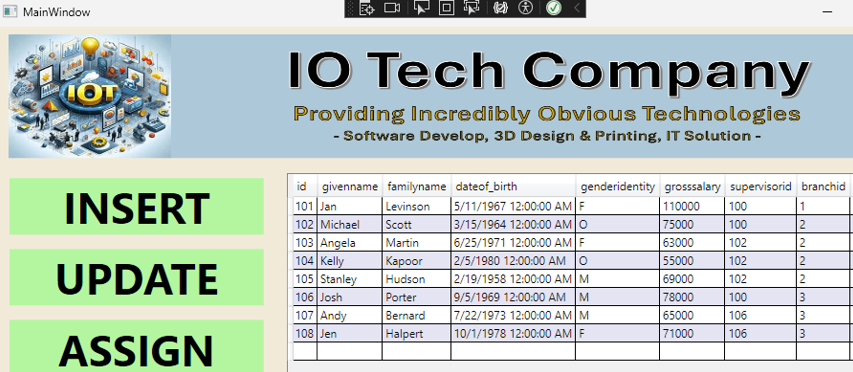 MainWindow
IOT
IO Tech Company
Providing Incredibly Obvious Technologies
- Software Develop, 3D Design & Printing, IT Solution -
INSERT
UPDATE
ASSIGN
id givenname familyname dateof_birth genderidentity grosssalary supervisorid branchid
101 Jan Levinson 5/11/1967 12:00:00 AM F 110000 100 1
102 Michael Scott 3/15/1964 12:00:00 AM O 75000 100 2
103 Angela Martin 6/25/1971 12:00:00 AM F 63000 102 2
104 Kelly Kapoor 2/5/1980 12:00:00 AM O 55000 102 2
105 Stanley Hudson 2/19/1958 12:00:00 AM M 69000 102 2
106 Josh Porter 9/5/1969 12:00:00 AM M 78000 100 3
107 Andy Bernard 7/22/1973 12:00:00 AM M 65000 106 3
108 Jen Halpert 10/1/1978 12:00:00 AM F 71000 106 3